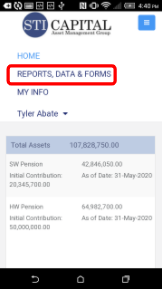 4:40 PM
STI CAPITAL
Asset Management Group
HOME
REPORTS, DATA & FORMS
MY INFO
Tyler Abate
Total Assets 107,828,750.00
SW Pension 42,846,050.00
Initial Contribution: As of Date: 31-May-2020
20,345,700.00
HW Pension 64,982,700.00
Initial Contribution: As of Date: 31-May-2020
50,000,000.00